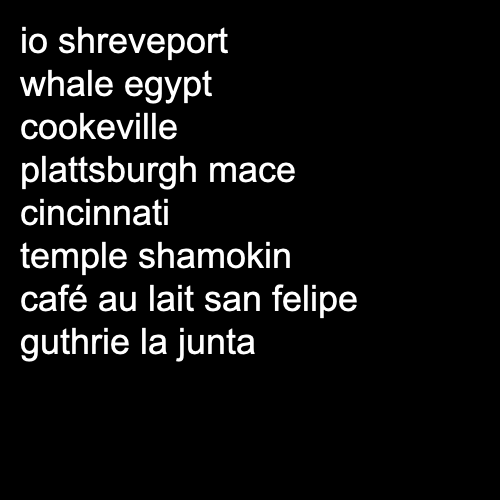 io shreveport
whale egypt
cookeville
plattsburgh mace
cincinnati
temple shamokin
café au lait san felipe
guthrie la junta